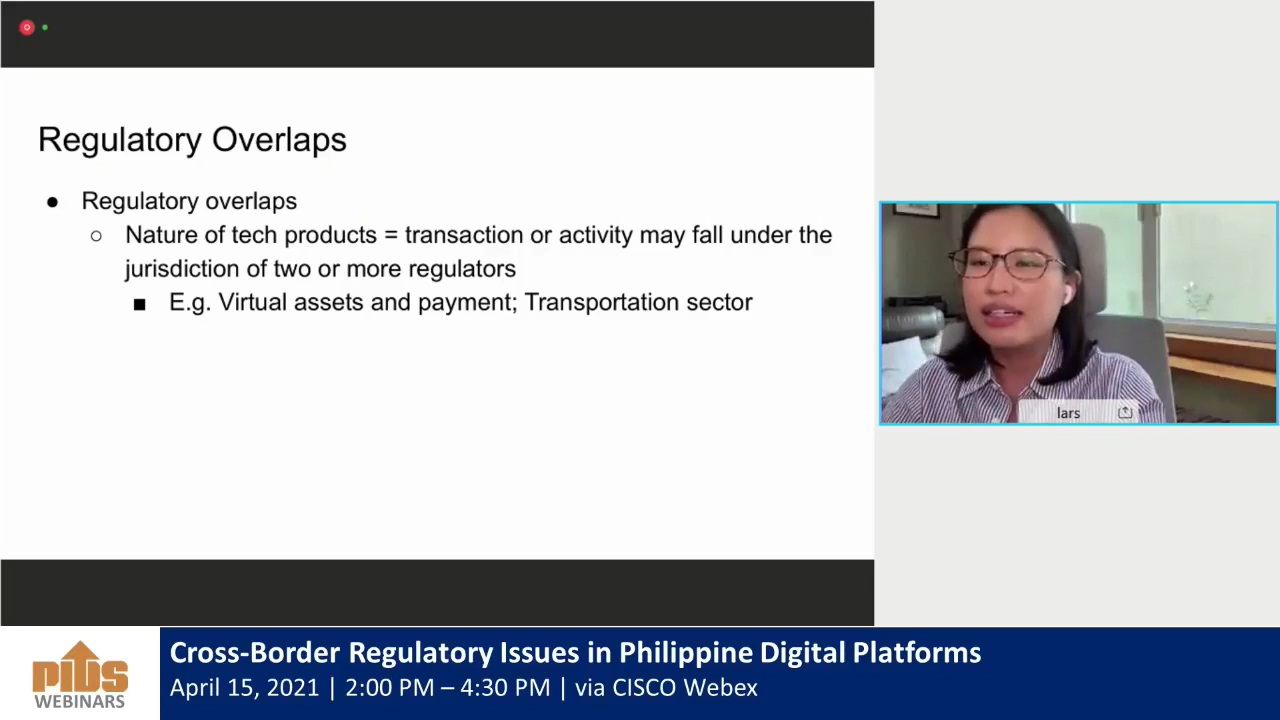 Regulatory Overlaps
● Regulatory overlaps
○ Nature of tech products = transaction or activity may fall under the
jurisdiction of two or more regulators
■ E.g. Virtual assets and payment; Transportation sector
lars
PIDS
WEBINARS
Cross-Border Regulatory Issues in Philippine Digital Platforms
April 15, 2021 | 2:00 PM – 4:30 PM | via CISCO Webex